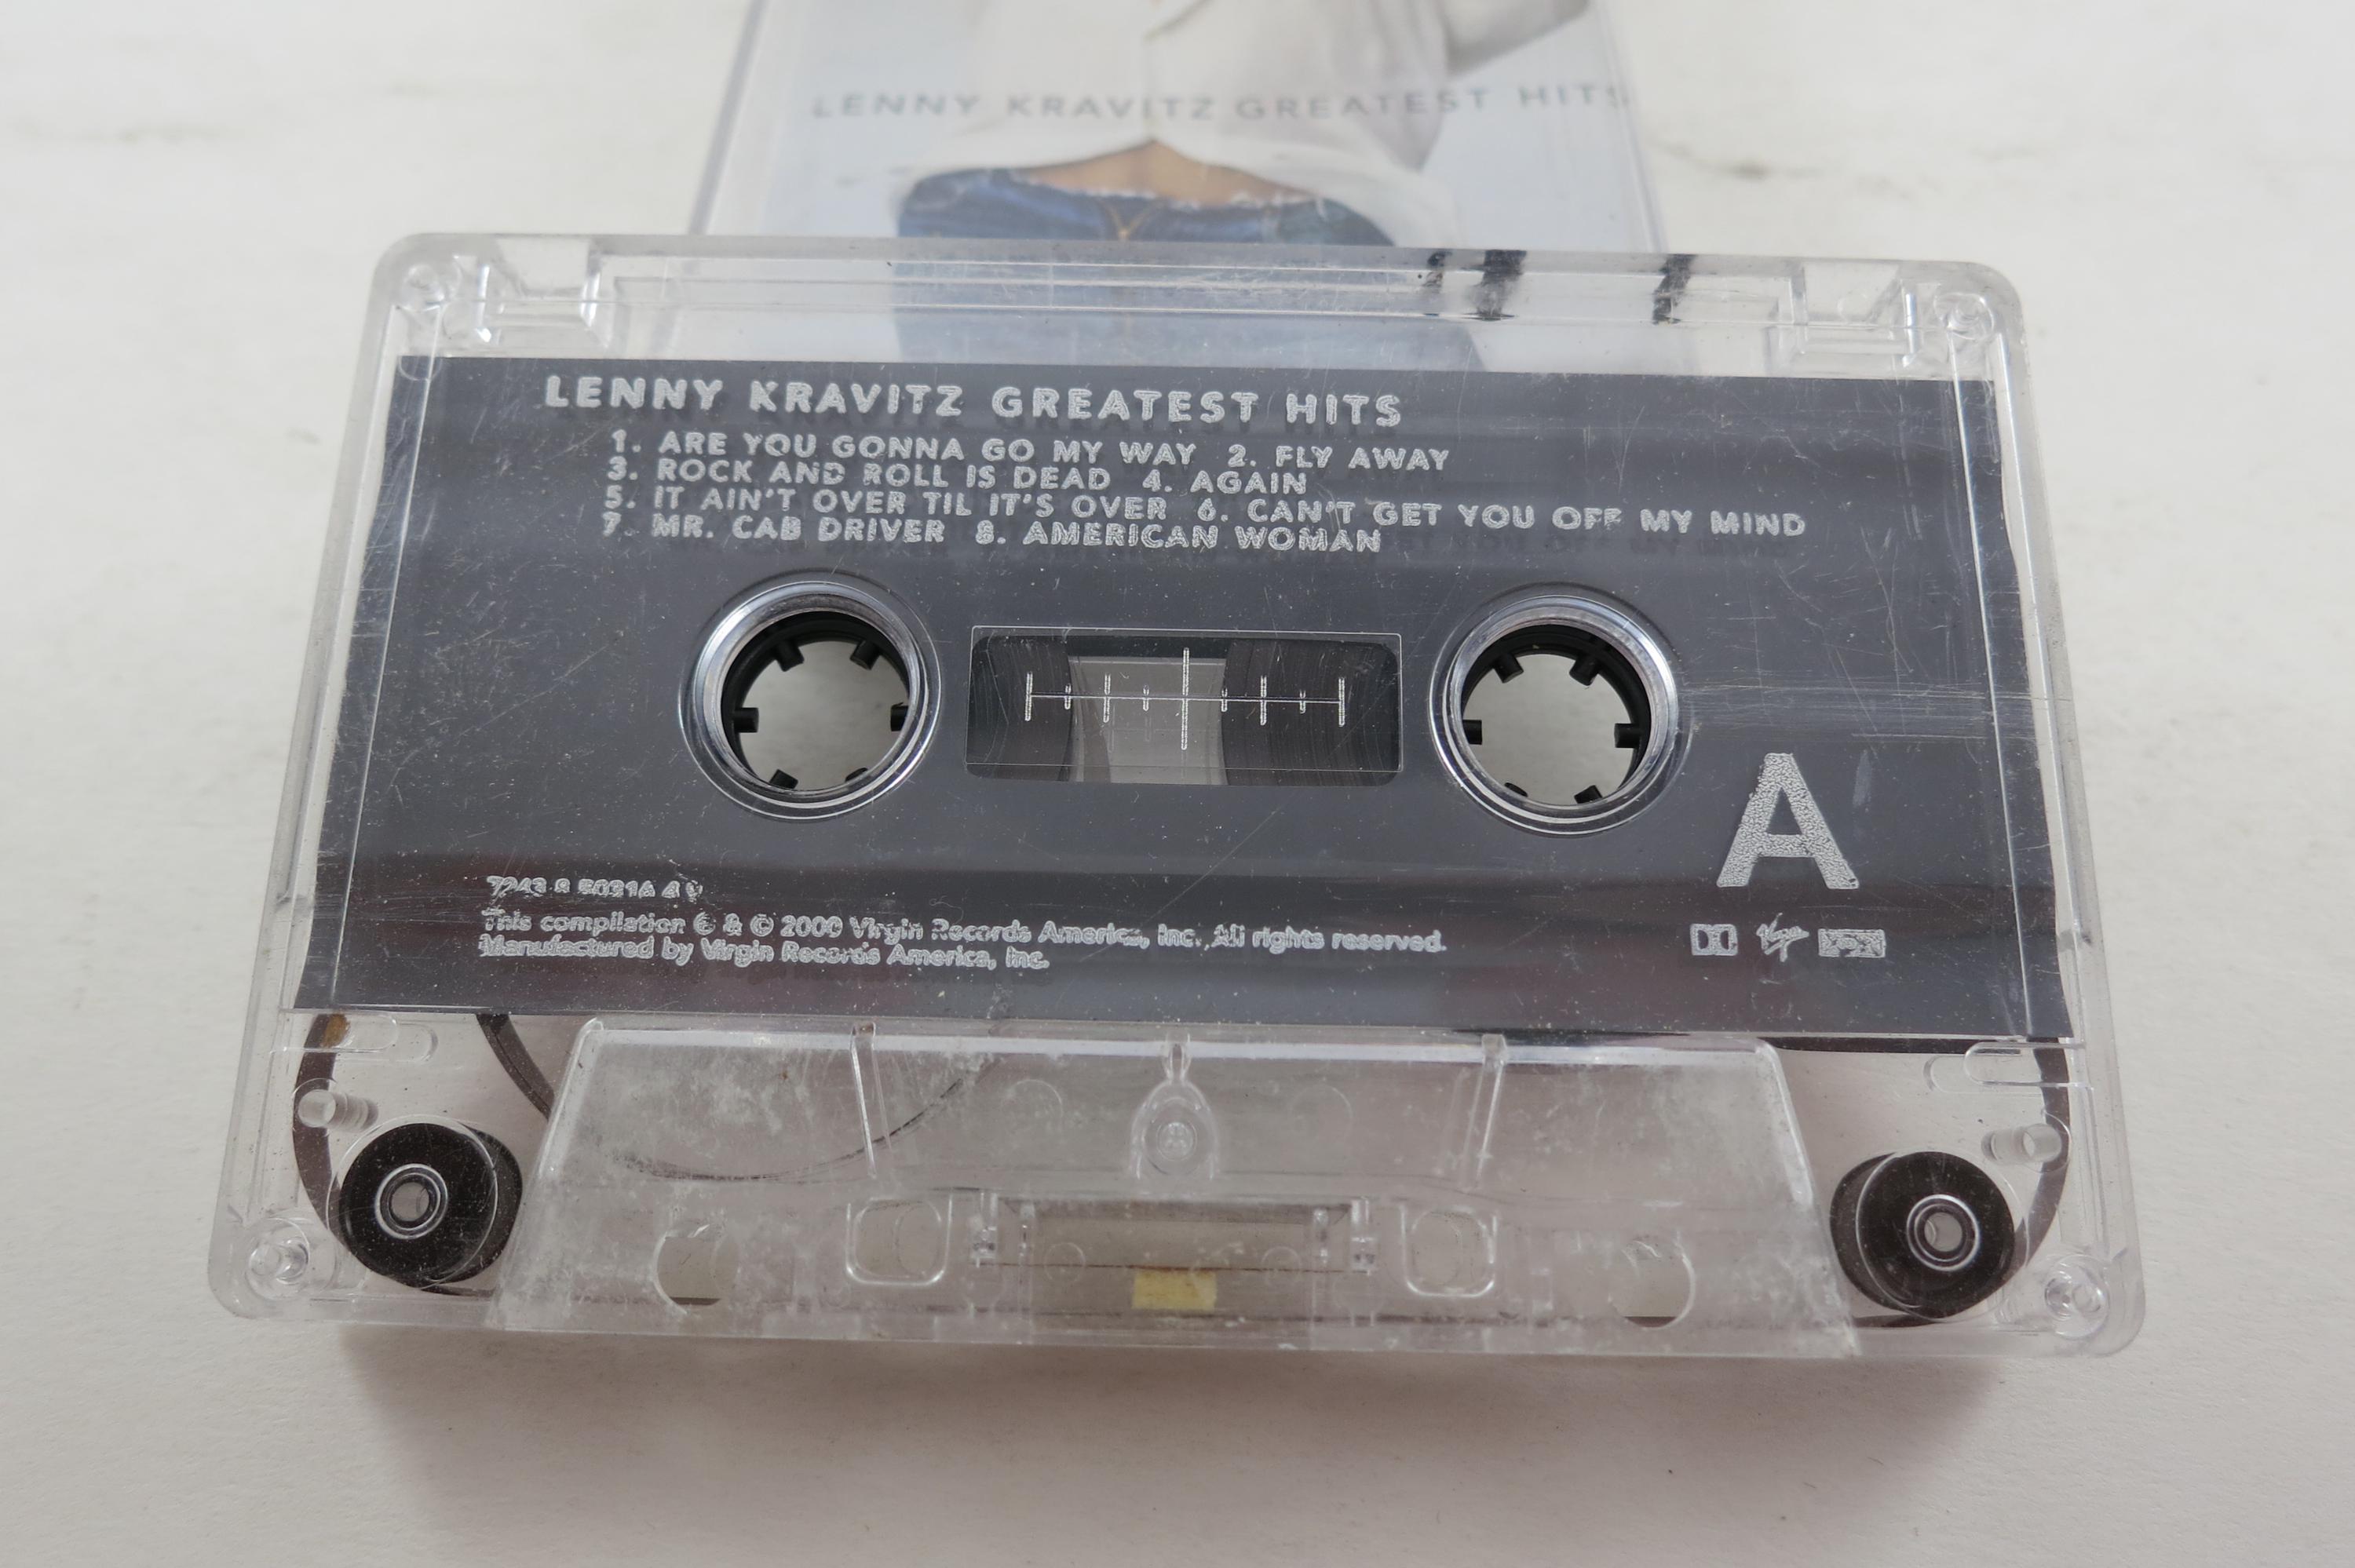 LENNY KRAVITZ GREATEST HITS
LENNY KRAVITZ GREATEST HITS
1. ARE YOU GONNA GO MY WAY 2. FLY AWAY
3. ROCK AND ROLL IS DEAD 4. AGAIN
5. IT AIN'T OVER TIL IT'S OVER 6. CAN'T GET YOU OFF MY MIND
7. MR. CAB DRIVER 8. AMERICAN WOMAN
A
This compilation ℗ & © 2000 Virgin Records America, Inc. All rights reserved.
Manufactured by Virgin Records America, Inc.
Virgin